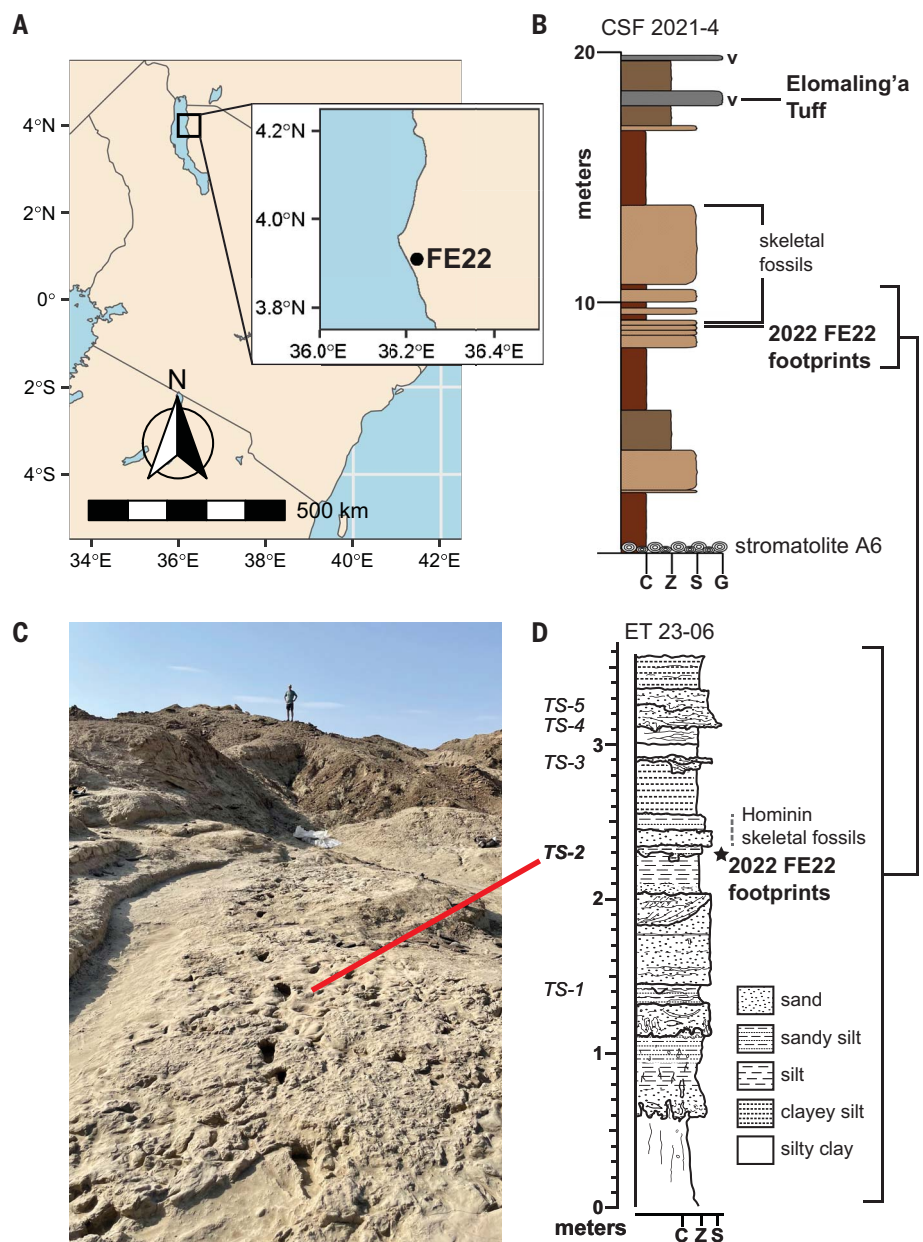 A
4°N
2°N
0°
2°S
4°S
34°E
36°E
38°E
40°E
42°E
N
500 km
4.2°N
4.0°N
3.8°N
36.0°E
36.2°E
36.4°E
FE22
B
CSF 2021-4
20
10
meters
v
v
Elomaling'a
Tuff
skeletal
fossils
2022 FE22
footprints
stromatolite A6
C Z S G
C
D
ET 23-06
TS-5
TS-4
3
TS-3
Hominin
skeletal fossils
TS-2
2022 FE22
footprints
2
TS-1
1
0
meters
C Z S
sand
sandy silt
silt
clayey silt
silty clay